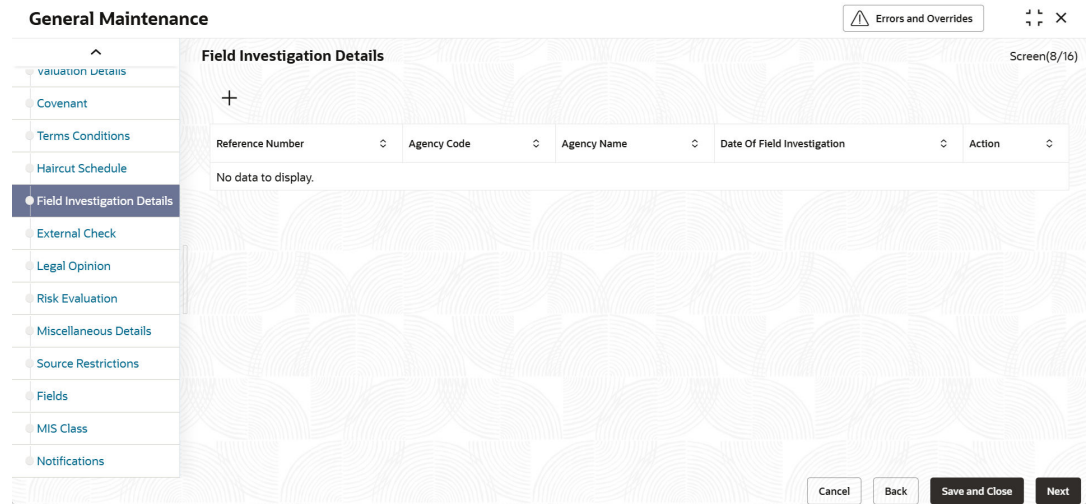 General Maintenance
Errors and Overrides
Valuation Details
Covenant
Terms Conditions
Haircut Schedule
Field Investigation Details
External Check
Legal Opinion
Risk Evaluation
Miscellaneous Details
Source Restrictions
Fields
MIS Class
Notifications
Field Investigation Details
Screen(8/16)
Reference Number Agency Code Agency Name Date Of Field Investigation Action
No data to display.
Cancel Back Save and Close Next